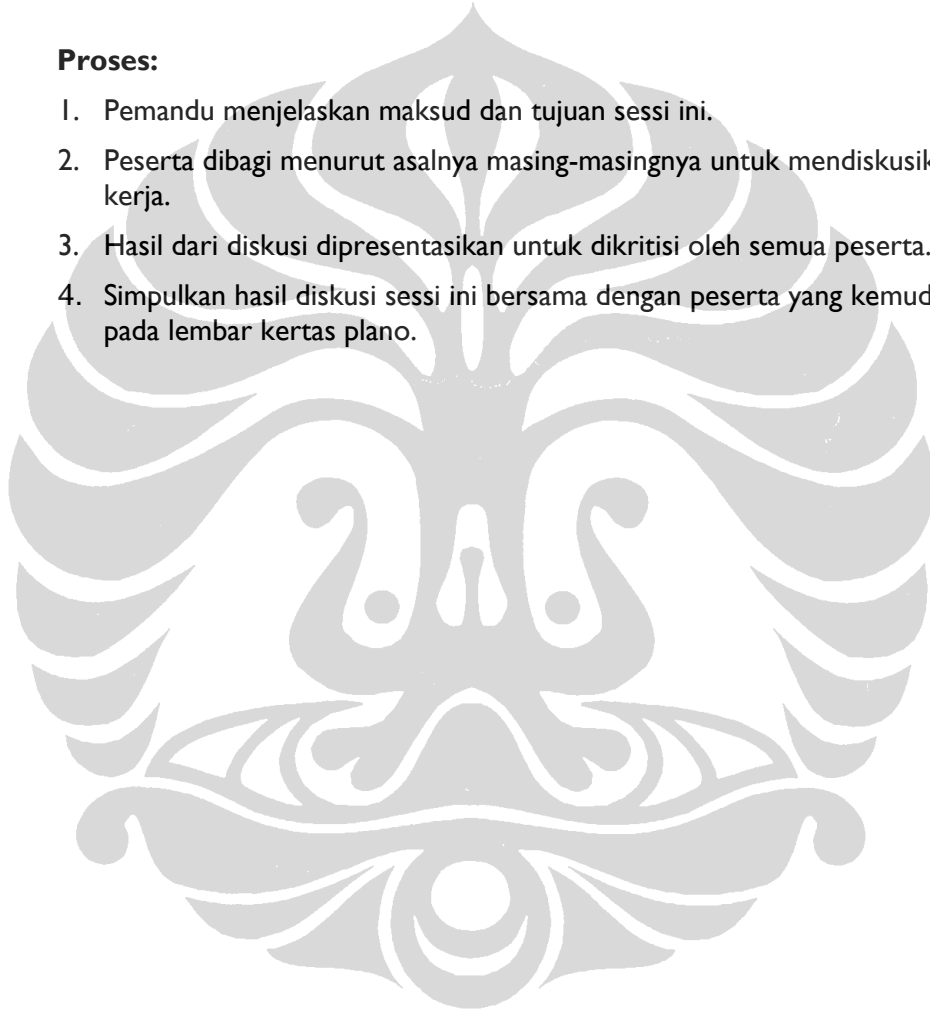 Proses:
1. Pemandu menjelaskan maksud dan tujuan sessi ini.
2. Peserta dibagi menurut asalnya masing-masingnya untuk mendiskusik
kerja.
3. Hasil dari diskusi dipresentasikan untuk dikritisi oleh semua peserta.
4. Simpulkan hasil diskusi sessi ini bersama dengan peserta yang kemud
pada lembar kertas plano.